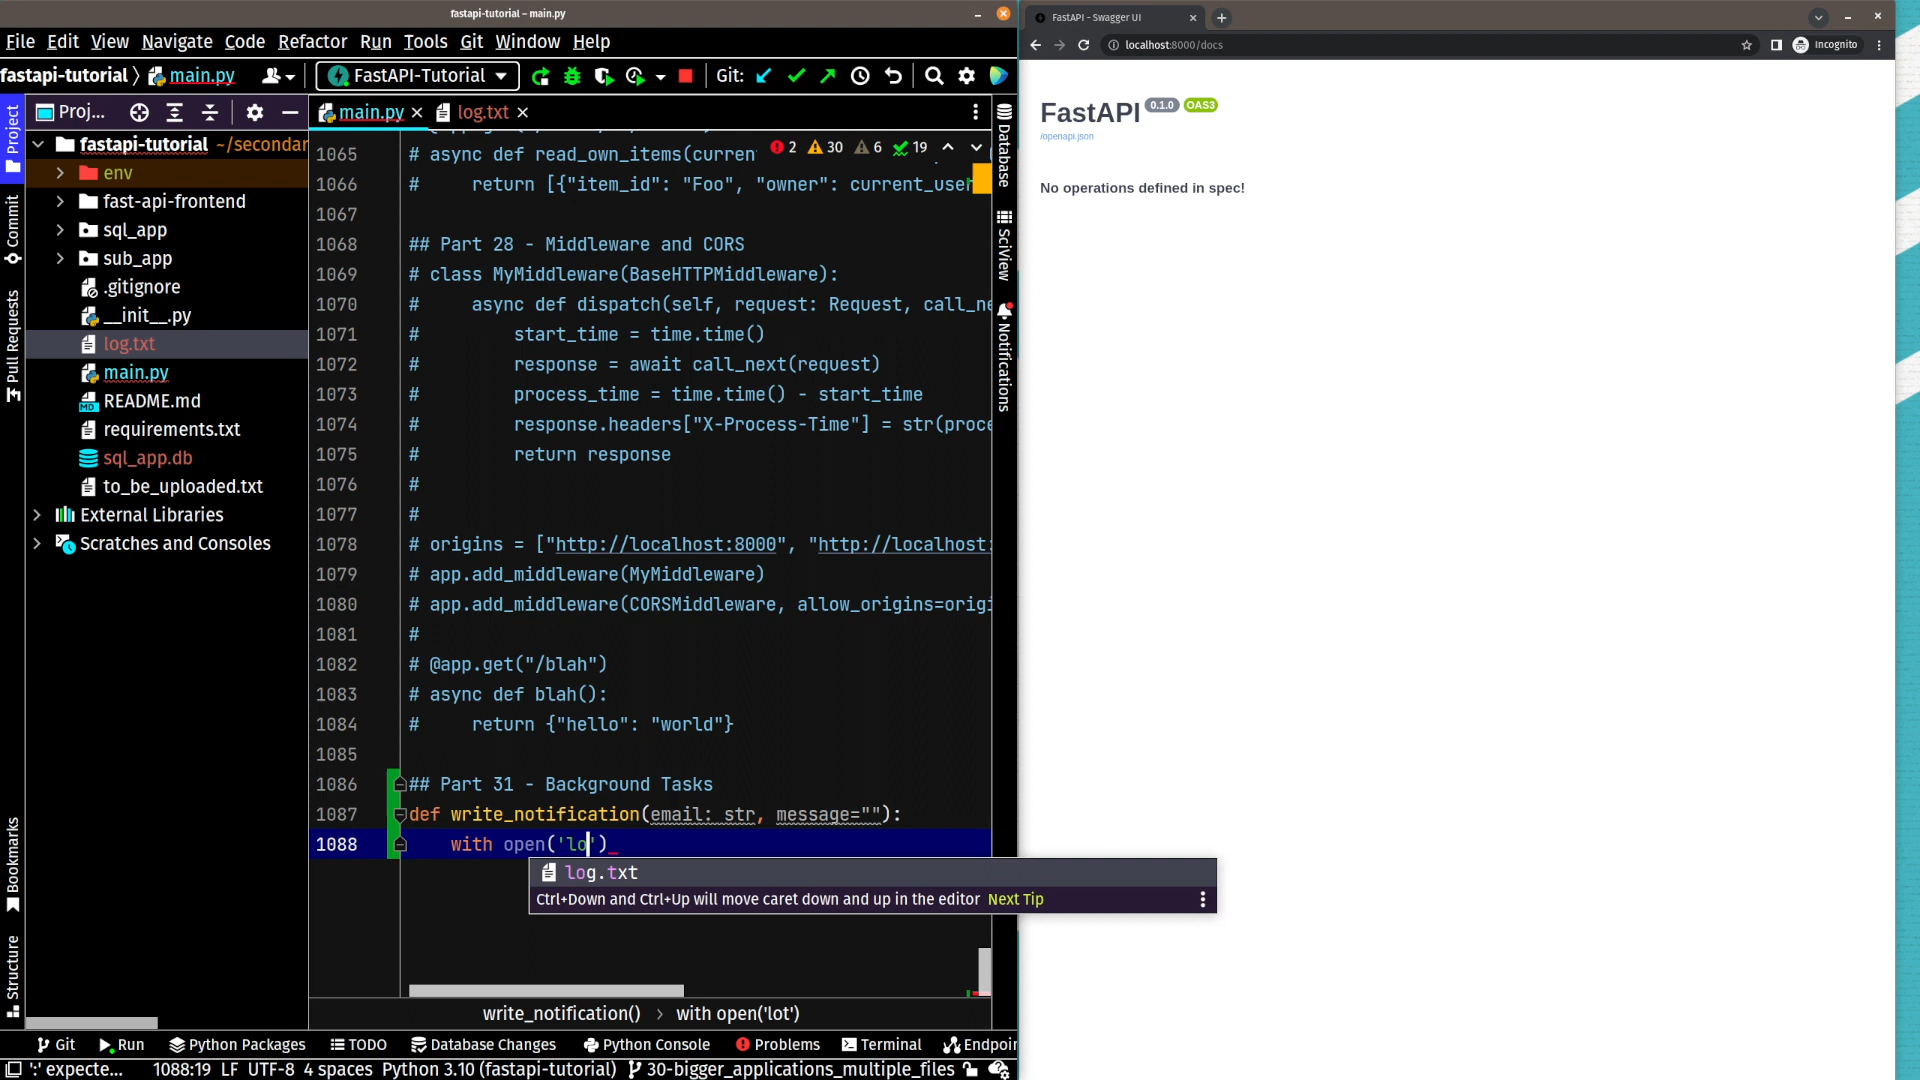 fastapi-tutorial – main.py
File Edit View Navigate Code Refactor Run Tools Git Window Help
fastapi-tutorial main.py FastAPI-Tutorial Git:
Project
Commit
Pull Requests
Bookmarks
Structure
Proj...
fastapi-tutorial ~/secondar
env
fast-api-frontend
sql_app
sub_app
.gitignore
__init__.py
log.txt
main.py
README.md
requirements.txt
sql_app.db
to_be_uploaded.txt
External Libraries
Scratches and Consoles
main.py log.txt
2 30 6 19
1065 # async def read_own_items(curren
1066 # return [{"item_id": "Foo", "owner": current_user
1067
1068 ## Part 28 - Middleware and CORS
1069 # class MyMiddleware(BaseHTTPMiddleware):
1070 # async def dispatch(self, request: Request, call_ne
1071 # start_time = time.time()
1072 # response = await call_next(request)
1073 # process_time = time.time() - start_time
1074 # response.headers["X-Process-Time"] = str(proce
1075 # return response
1076 #
1077 #
1078 # origins = ["http://localhost:8000", "http://localhost:
1079 # app.add_middleware(MyMiddleware)
1080 # app.add_middleware(CORSMiddleware, allow_origins=origi
1081 #
1082 # @app.get("/blah")
1083 # async def blah():
1084 # return {"hello": "world"}
1085
1086 ## Part 31 - Background Tasks
1087 def write_notification(email: str, message=""):
1088 with open('lo')
log.txt
Ctrl+Down and Ctrl+Up will move caret down and up in the editor Next Tip
write_notification() > with open('lot')
Database
SciView
Notifications
Git Run Python Packages TODO Database Changes Python Console Problems Terminal Endpoin
':' expecte... 1088:19 LF UTF-8 4 spaces Python 3.10 (fastapi-tutorial) 30-bigger_applications_multiple_files
FastAPI - Swagger UI
localhost:8000/docs
Incognito
FastAPI 0.1.0 OAS3
/openapi.json
No operations defined in spec!